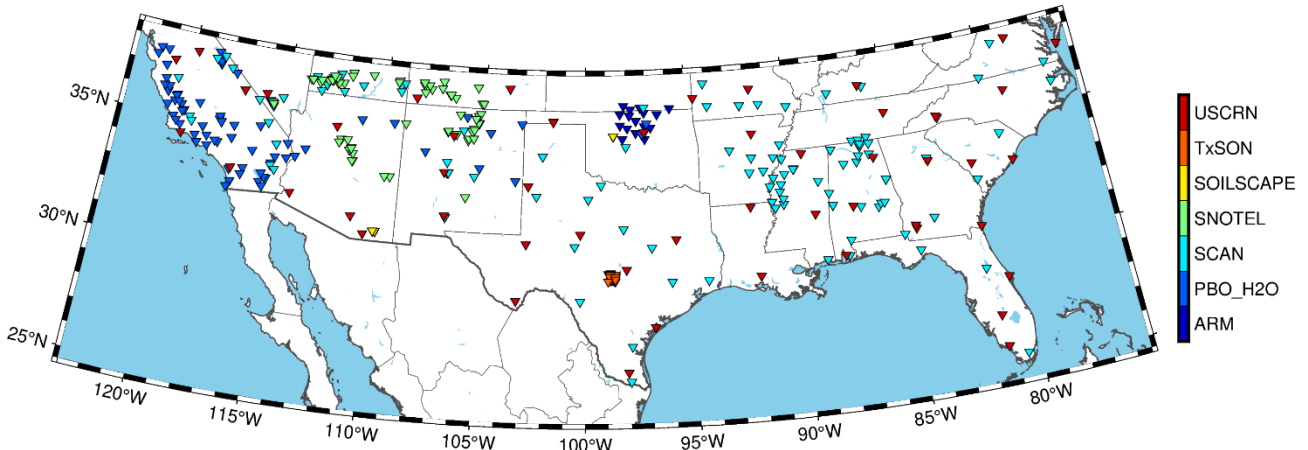 35°N
30°N
25°N
120°W
115°W
110°W
105°W
100°W
95°W
90°W
85°W
80°W
USCRN
TxSON
SOILSCAPE
SNOTEL
SCAN
PBO_H2O
ARM